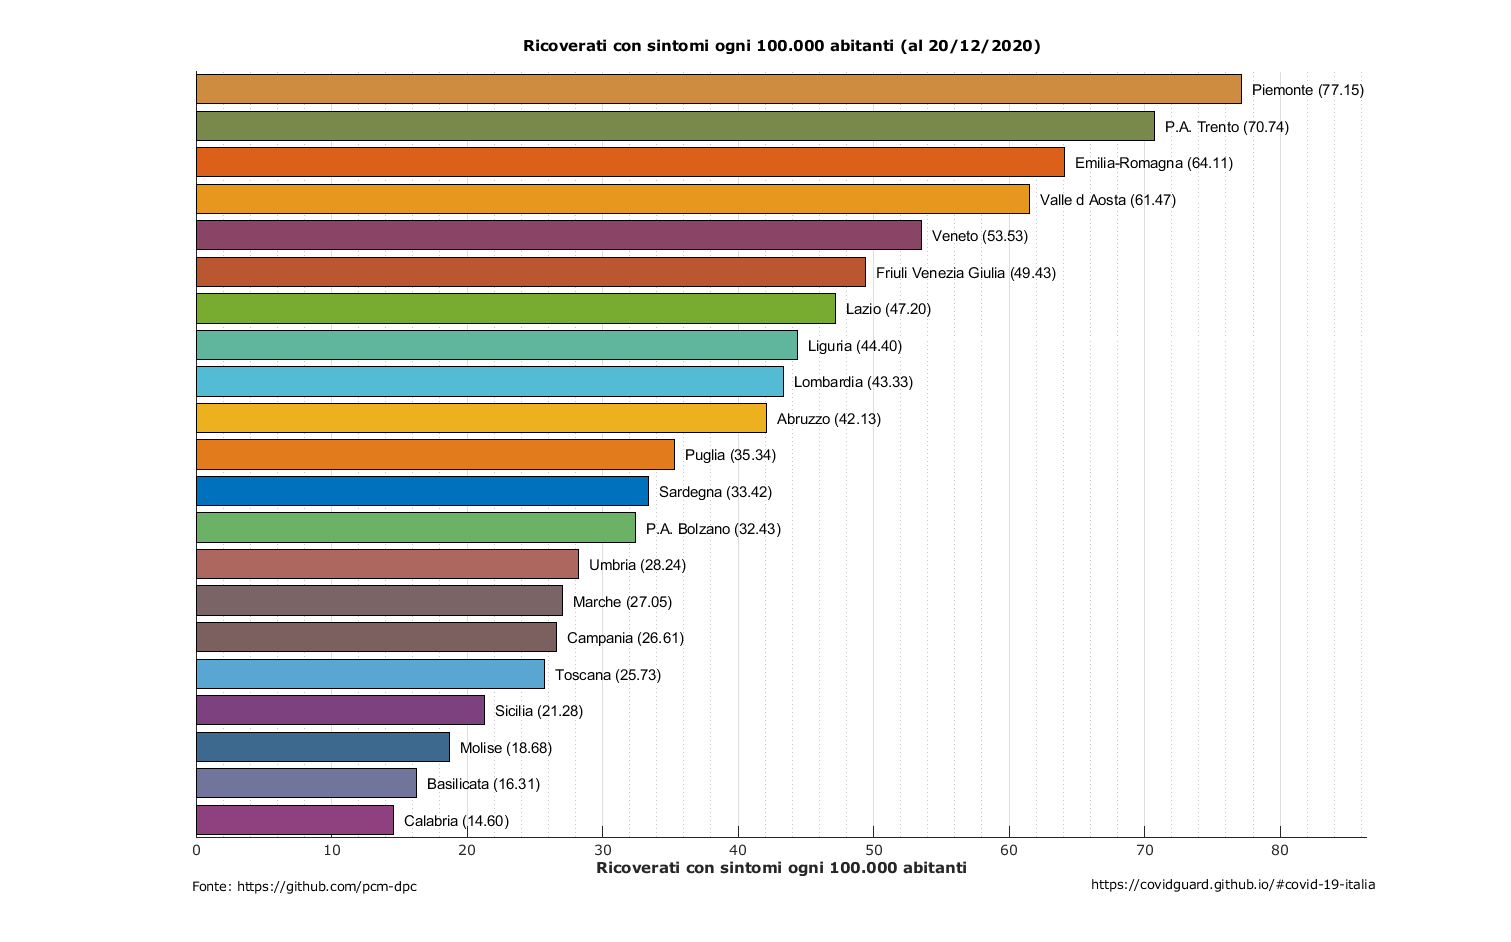 Ricoverati con sintomi ogni 100.000 abitanti (al 20/12/2020)
Piemonte (77.15)
P.A. Trento (70.74)
Emilia-Romagna (64.11)
Valle d Aosta (61.47)
Veneto (53.53)
Friuli Venezia Giulia (49.43)
Lazio (47.20)
Liguria (44.40)
Lombardia (43.33)
Abruzzo (42.13)
Puglia (35.34)
Sardegna (33.42)
P.A. Bolzano (32.43)
Umbria (28.24)
Marche (27.05)
Campania (26.61)
Toscana (25.73)
Sicilia (21.28)
Molise (18.68)
Basilicata (16.31)
Calabria (14.60)
0 10 20 30 40 50 60 70 80
Ricoverati con sintomi ogni 100.000 abitanti
Fonte: https://github.com/pcm-dpc
https://covidguard.github.io/#covid-19-italia